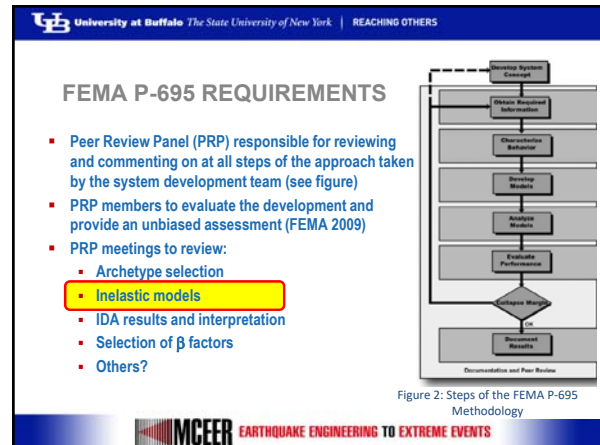 University at Buffalo The State University of New York | REACHING OTHERS
FEMA P-695 REQUIREMENTS
Peer Review Panel (PRP) responsible for reviewing
and commenting on at all steps of the approach taken
by the system development team (see figure)
PRP members to evaluate the development and
provide an unbiased assessment (FEMA 2009)
PRP meetings to review:
Archetype selection
Inelastic models
IDA results and interpretation
Selection of β factors
Others?
Develop System
Concept
Obtain Required
Information
Characterize
Behavior
Develop
Models
Analyze
Models
Evaluate
Performance
Collapse Margin
OK
Document
Results
Documentation and Peer Review
Figure 2: Steps of the FEMA P-695
Methodology
MCEER EARTHQUAKE ENGINEERING TO EXTREME EVENTS